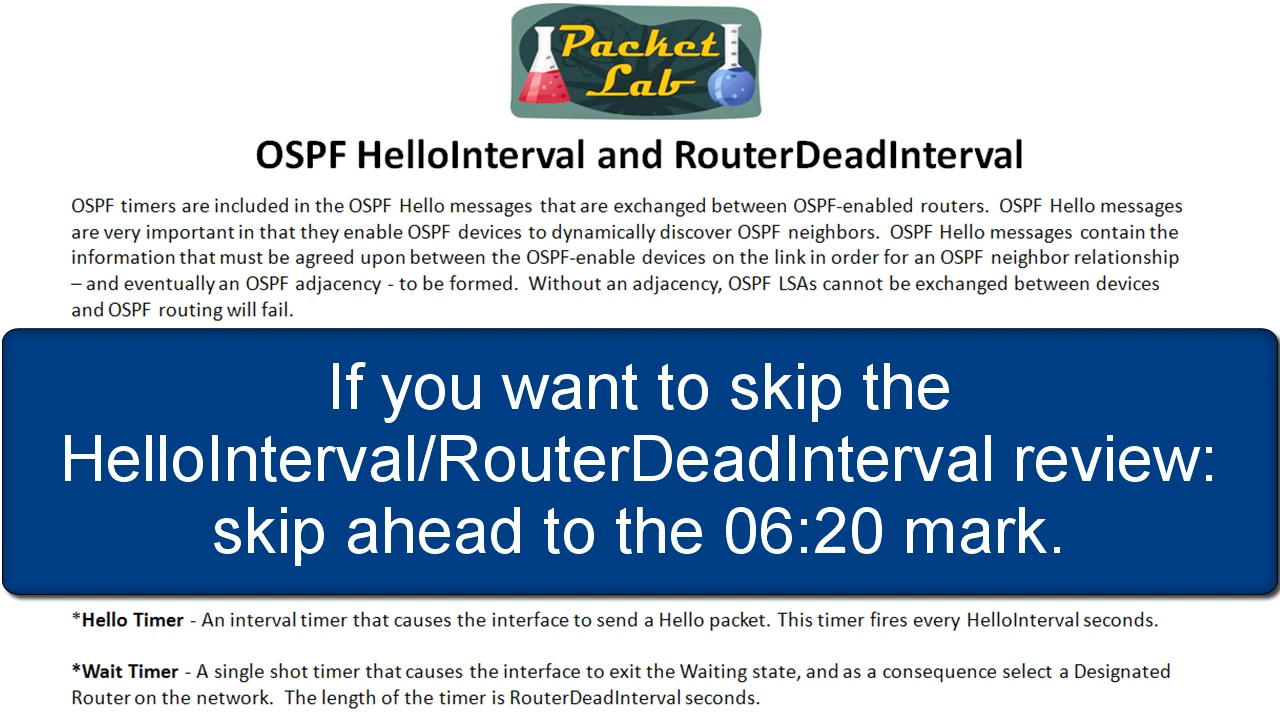 Packet
Lab
OSPF HelloInterval and RouterDeadInterval
OSPF timers are included in the OSPF Hello messages that are exchanged between OSPF-enabled routers. OSPF Hello messages
are very important in that they enable OSPF devices to dynamically discover OSPF neighbors. OSPF Hello messages contain the
information that must be agreed upon between the OSPF-enable devices on the link in order for an OSPF neighbor relationship
– and eventually an OSPF adjacency - to be formed. Without an adjacency, OSPF LSAs cannot be exchanged between devices
and OSPF routing will fail.
If you want to skip the
HelloInterval/RouterDeadInterval review:
skip ahead to the 06:20 mark.
*Hello Timer - An interval timer that causes the interface to send a Hello packet. This timer fires every HelloInterval seconds.
*Wait Timer - A single shot timer that causes the interface to exit the Waiting state, and as a consequence select a Designated
Router on the network. The length of the timer is RouterDeadInterval seconds.